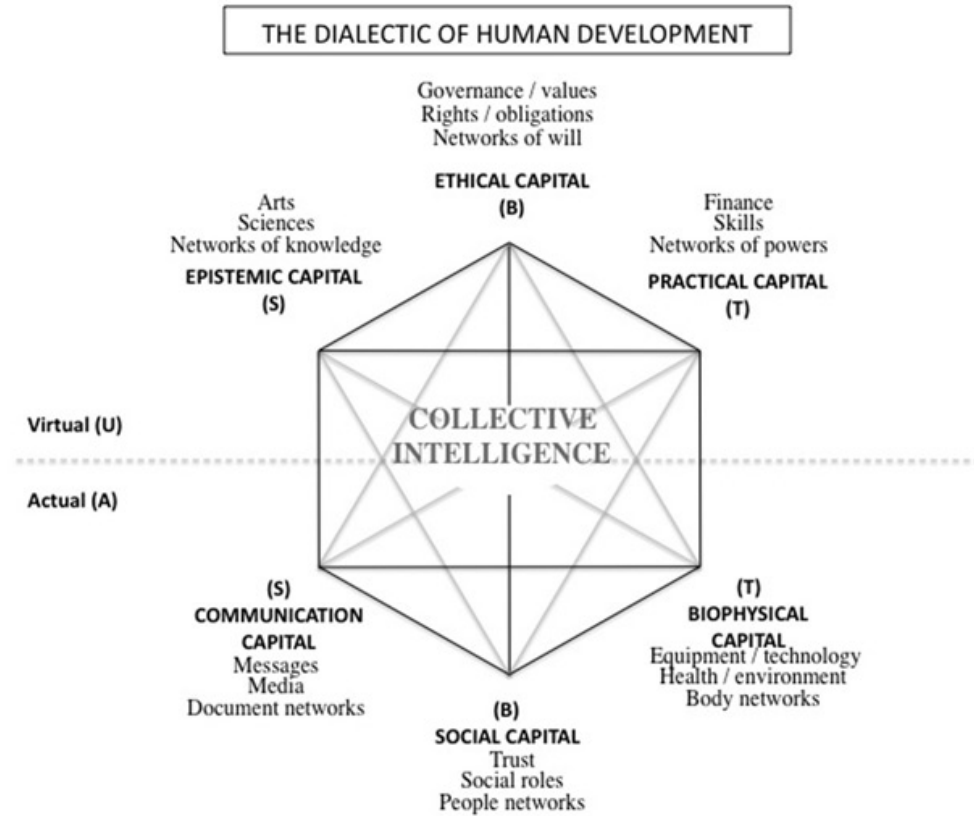 THE DIALECTIC OF HUMAN DEVELOPMENT
Governance / values
Rights / obligations
Networks of will
ETHICAL CAPITAL
(B)
Arts
Sciences
Networks of knowledge
EPISTEMIC CAPITAL
(S)
Finance
Skills
Networks of powers
PRACTICAL CAPITAL
(T)
Virtual (U)
COLLECTIVE
INTELLIGENCE
Actual (A)
(S)
COMMUNICATION
CAPITAL
Messages
Media
Document networks
(T)
BIOPHYSICAL
CAPITAL
Equipment / technology
Health / environment
Body networks
(B)
SOCIAL CAPITAL
Trust
Social roles
People networks